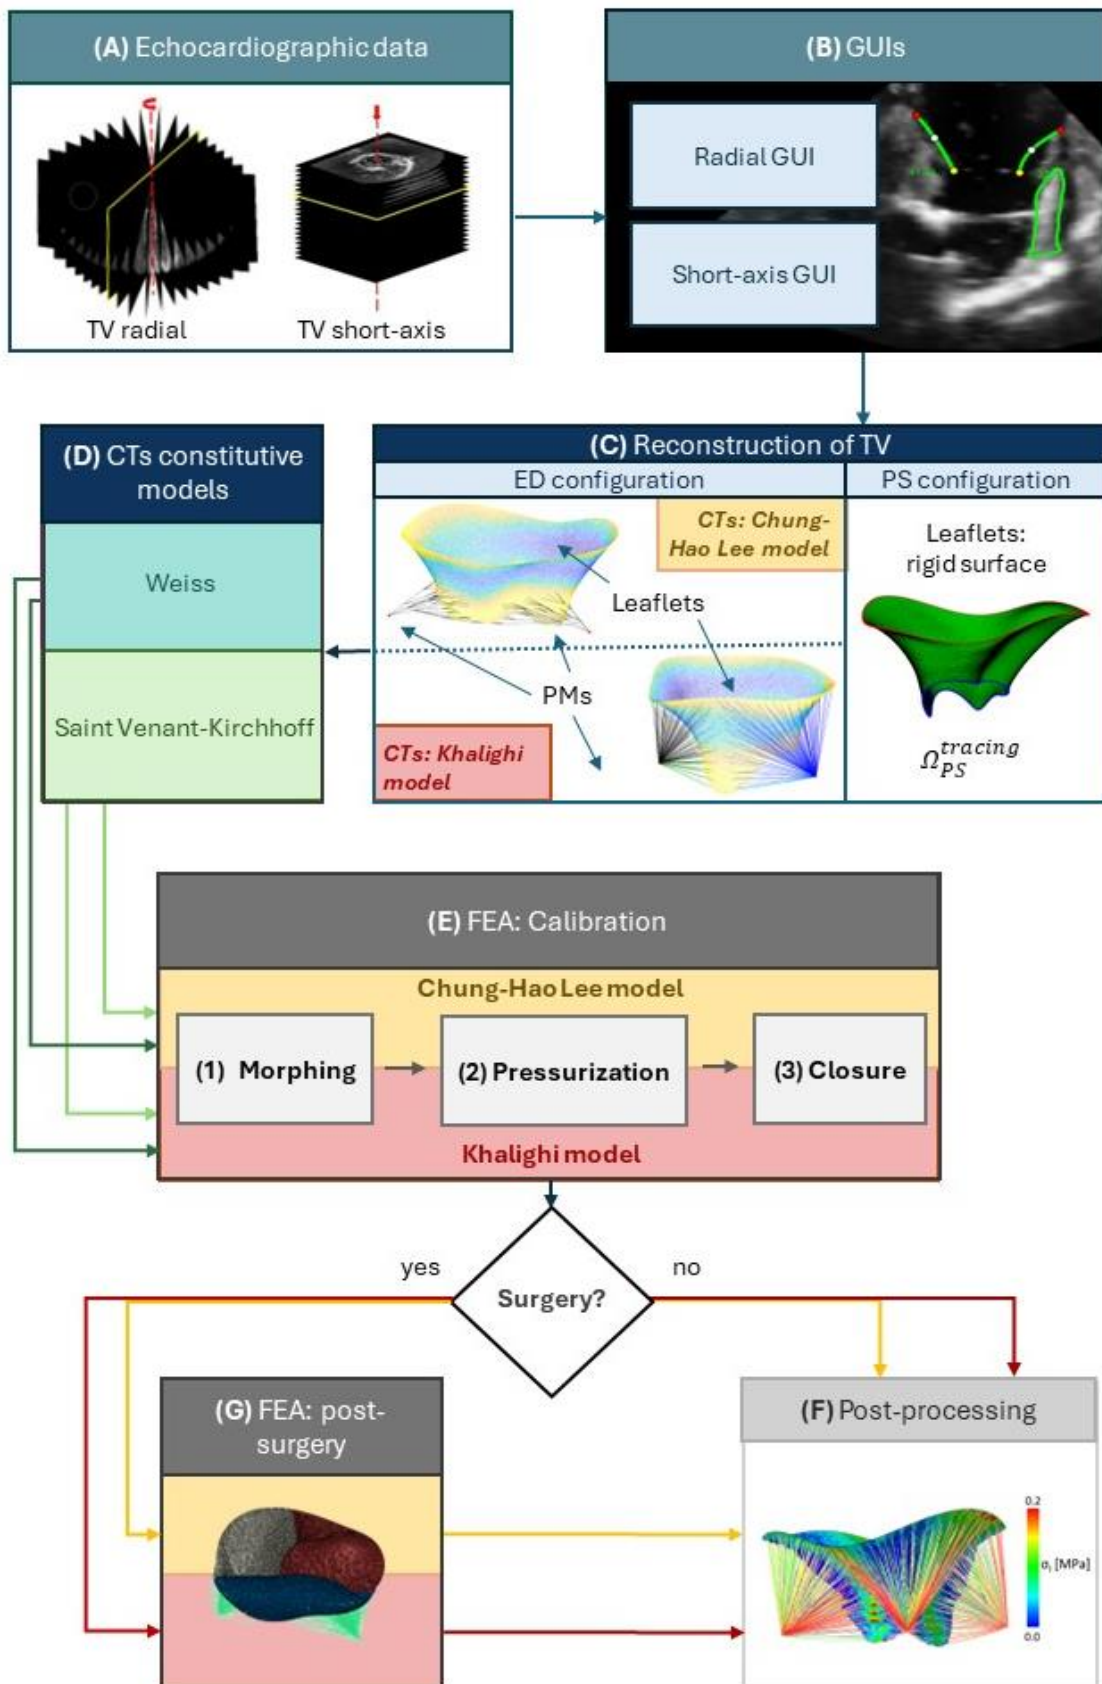 (A) Echocardiographic data
TV radial
TV short-axis
(B) GUIs
Radial GUI
Short-axis GUI
(C) Reconstruction of TV
ED configuration
PS configuration
CTs: Chung-
Hao Lee model
Leaflets
PMs
CTs: Khalighi
model
Leaflets:
rigid surface
Ω_PS^tracing
(D) CTs constitutive
models
Weiss
Saint Venant-Kirchhoff
(E) FEA: Calibration
Chung-Hao Lee model
(1) Morphing
(2) Pressurization
(3) Closure
Khalighi model
yes
Surgery?
no
(G) FEA: post-
surgery
(F) Post-processing
0.2
σI [MPa]
0.0